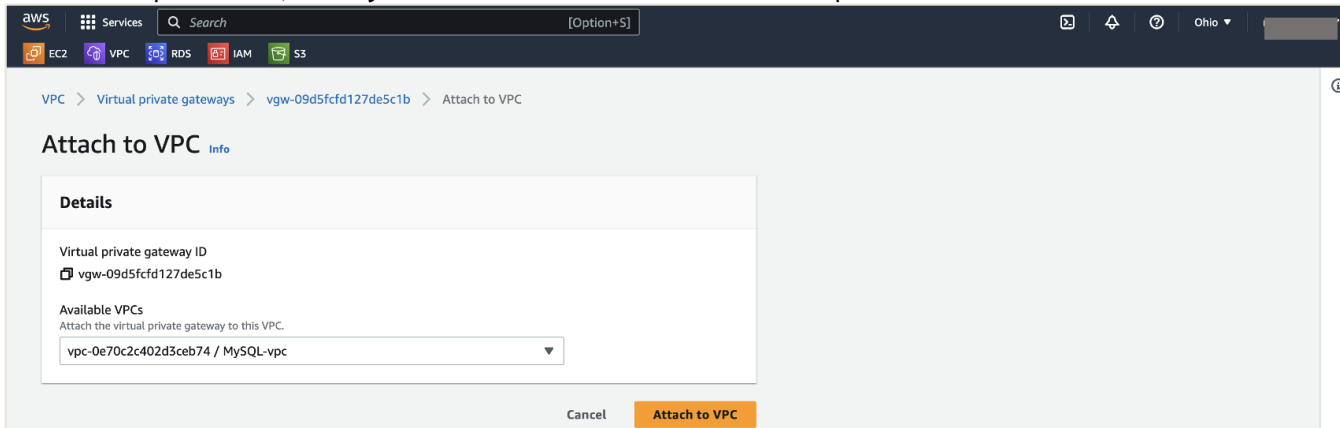 aws Services Search [Option+S] Ohio
EC2 VPC RDS IAM S3
VPC > Virtual private gateways > vgw-09d5fcfd127de5c1b > Attach to VPC
Attach to VPC Info
Details
Virtual private gateway ID
vgw-09d5fcfd127de5c1b
Available VPCs
Attach the virtual private gateway to this VPC.
vpc-0e70c2c402d3ceb74 / MySQL-vpc
Cancel Attach to VPC